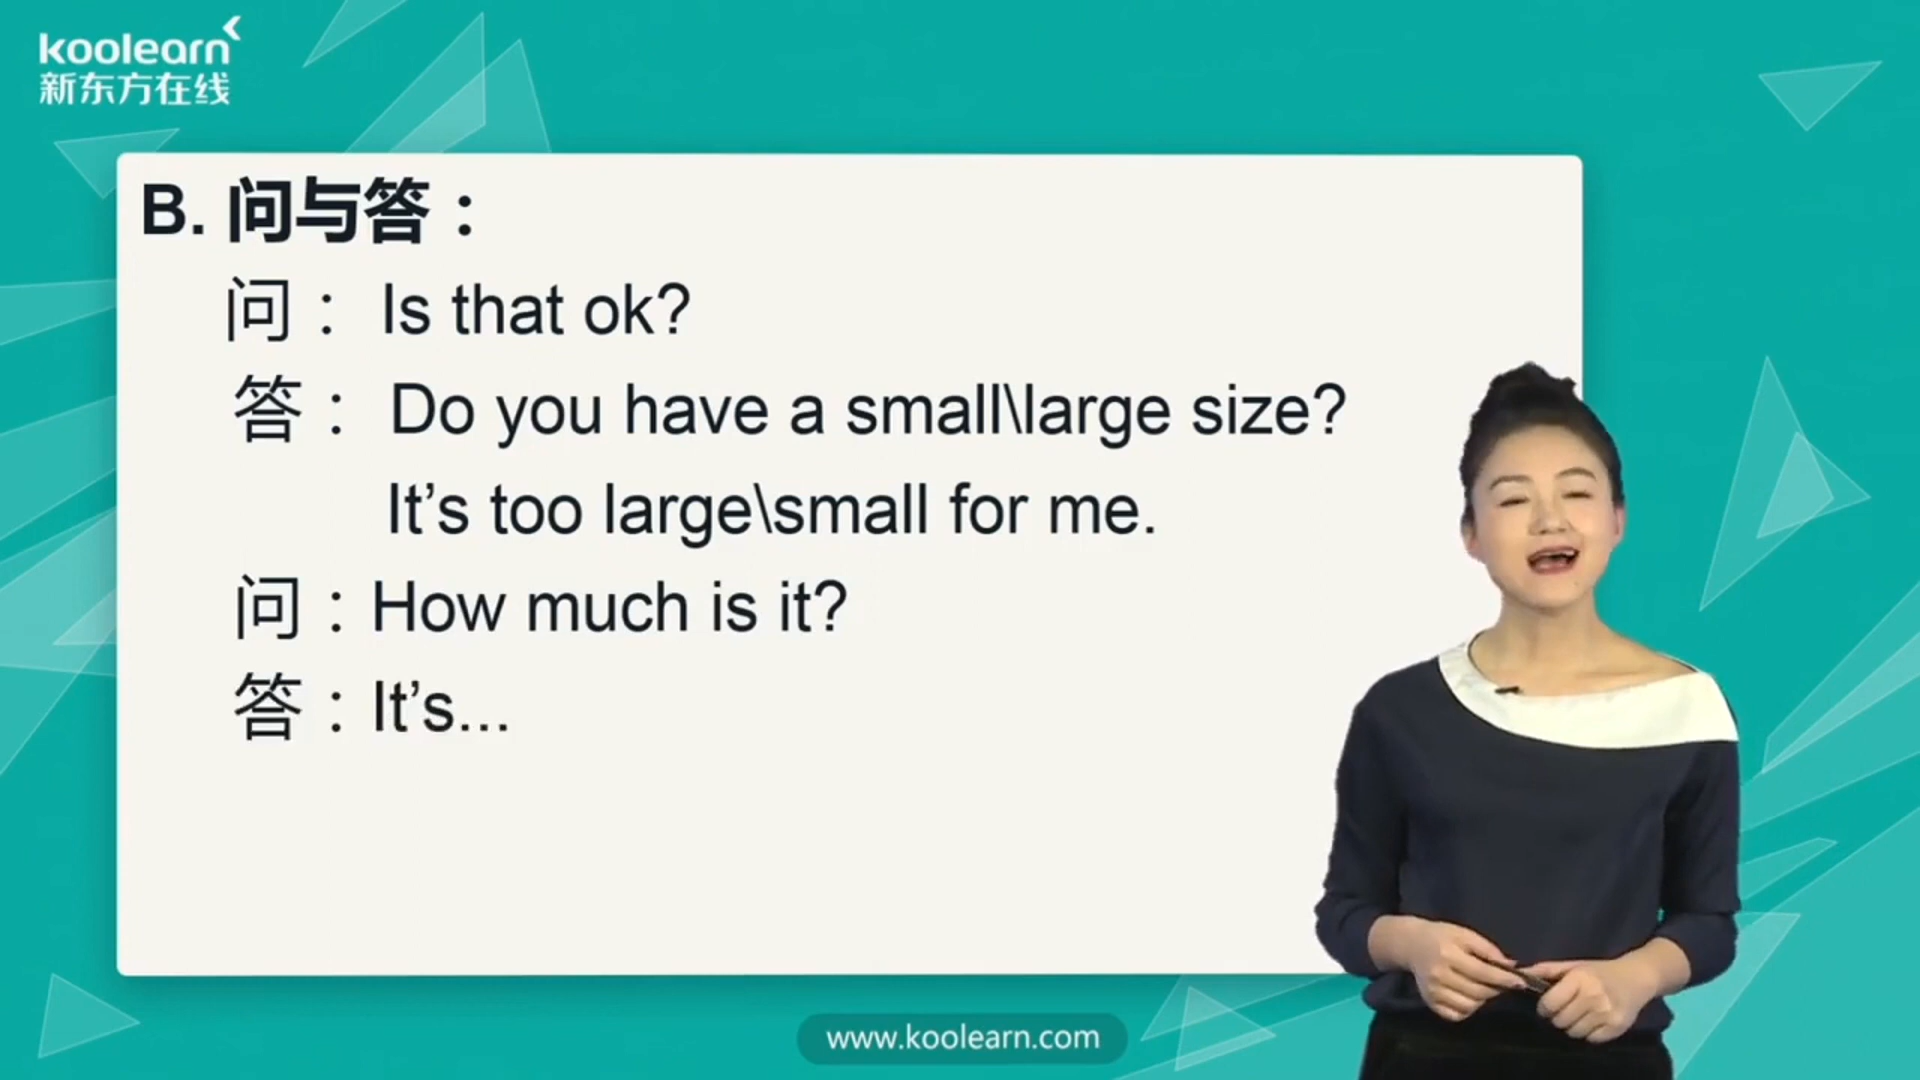 koolearn
新东方在线
B. 问与答：
问： Is that ok?
答： Do you have a small\large size?
It’s too large\small for me.
问：How much is it?
答：It’s...
www.koolearn.com